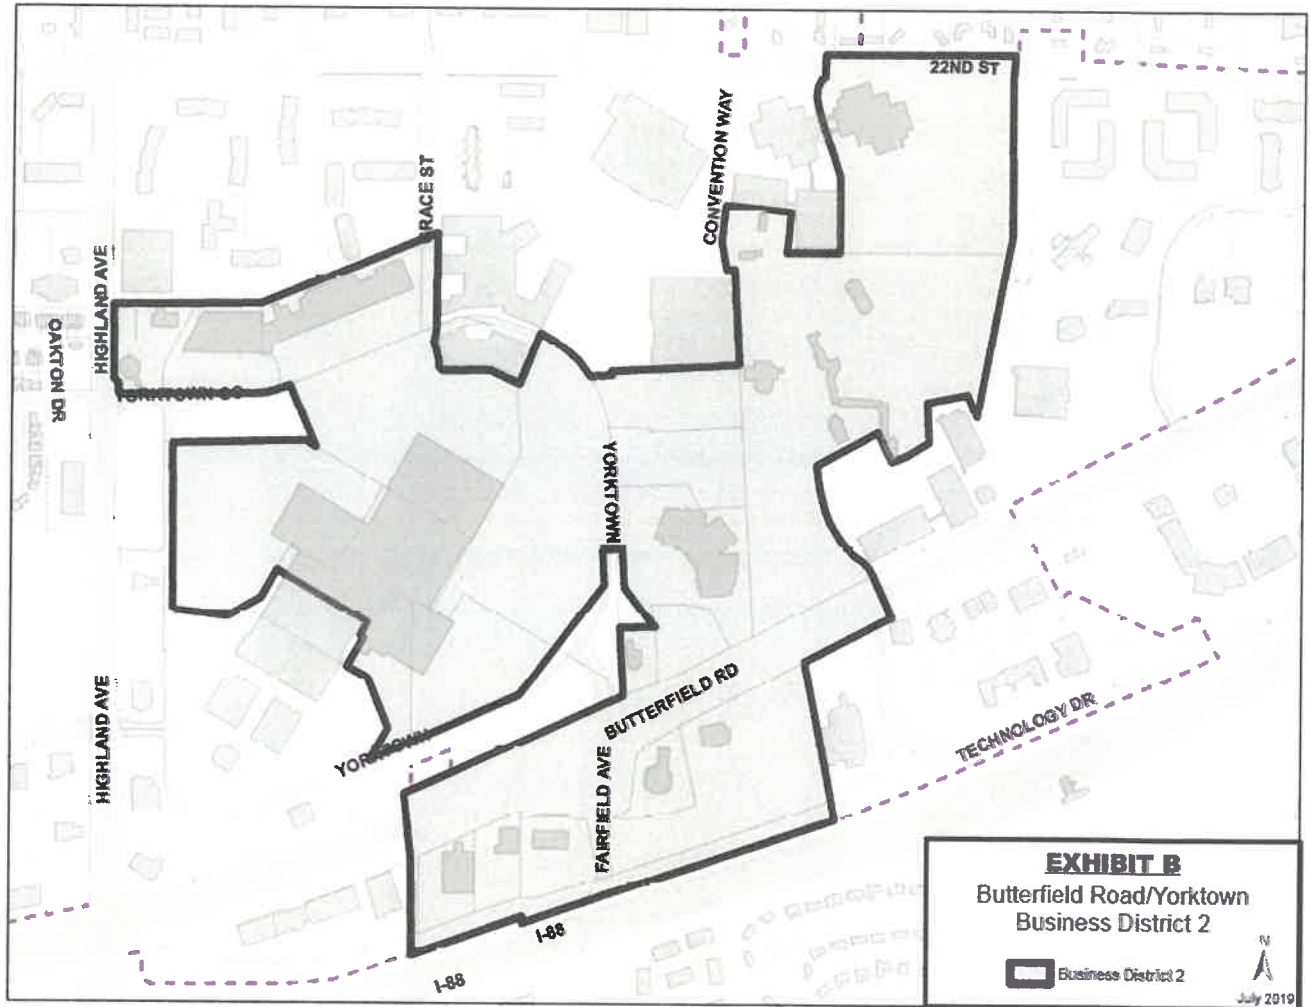 22ND ST
CONVENTION WAY
RACE ST
HIGHLAND AVE
OAKTON DR
YORKTOWN
BUTTERFIELD RD
HIGHLAND AVE
YORKTOWN
TECHNOLOGY DR
FAIRFIELD AVE
I-88
I-88
EXHIBIT B
Butterfield Road/Yorktown
Business District 2
N
Business District 2
July 2019